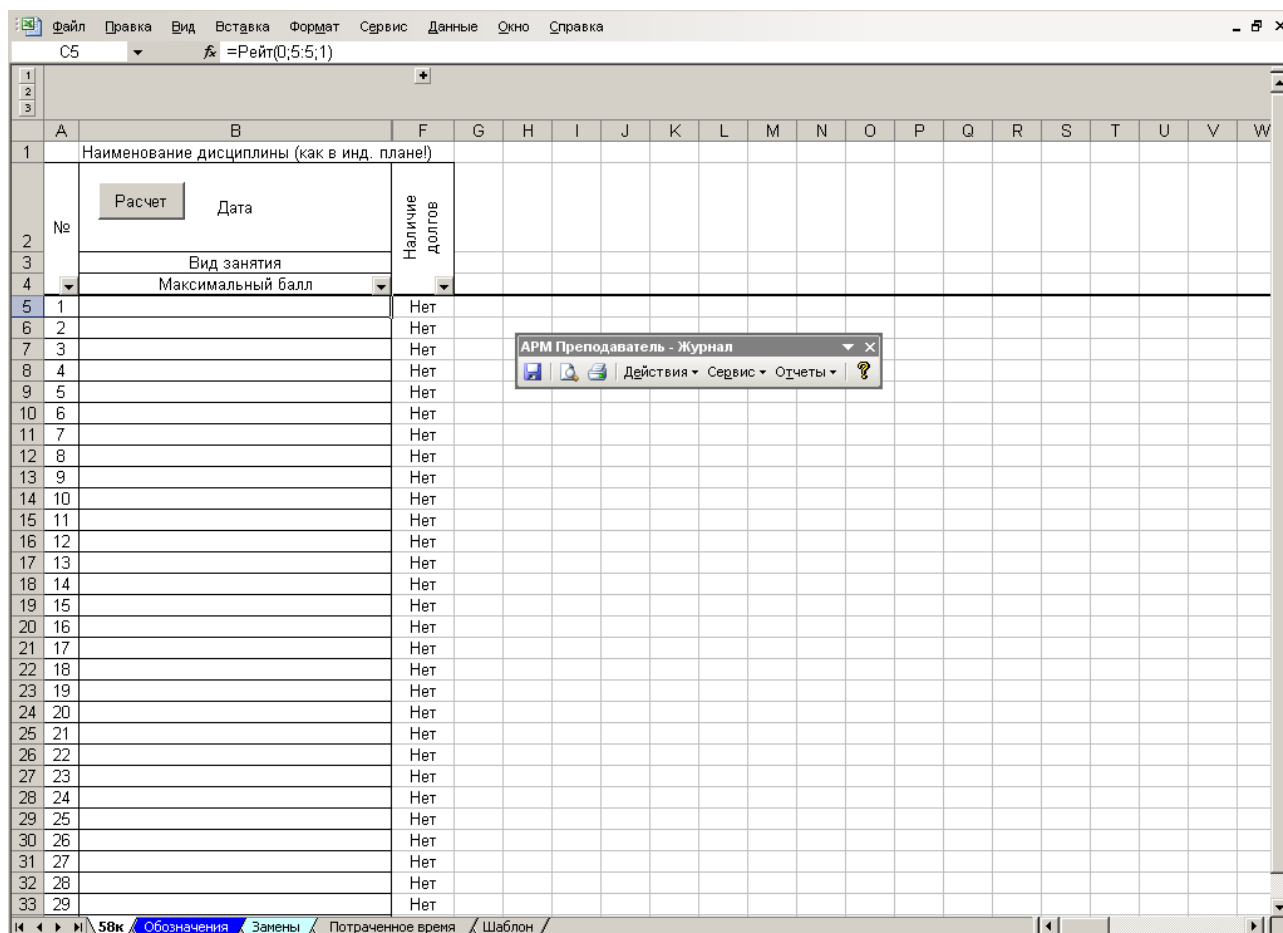 Файл Правка Вид Вставка Формат Сервис Данные Окно Справка
C5 fx =Рейт(0;5:5;1)
1
2
3
A B F G H I J K L M N O P Q R S T U V W
1 Наименование дисциплины (как в инд. плане!)
2 № Расчет Дата Наличие долгов
3 Вид занятия
4 Максимальный балл
5 1 Нет
6 2 Нет
7 3 Нет АРМ Преподаватель - Журнал
8 4 Нет Действия Сервис Отчеты
9 5 Нет
10 6 Нет
11 7 Нет
12 8 Нет
13 9 Нет
14 10 Нет
15 11 Нет
16 12 Нет
17 13 Нет
18 14 Нет
19 15 Нет
20 16 Нет
21 17 Нет
22 18 Нет
23 19 Нет
24 20 Нет
25 21 Нет
26 22 Нет
27 23 Нет
28 24 Нет
29 25 Нет
30 26 Нет
31 27 Нет
32 28 Нет
33 29 Нет
58к Обозначения Замены Потраченное время Шаблон